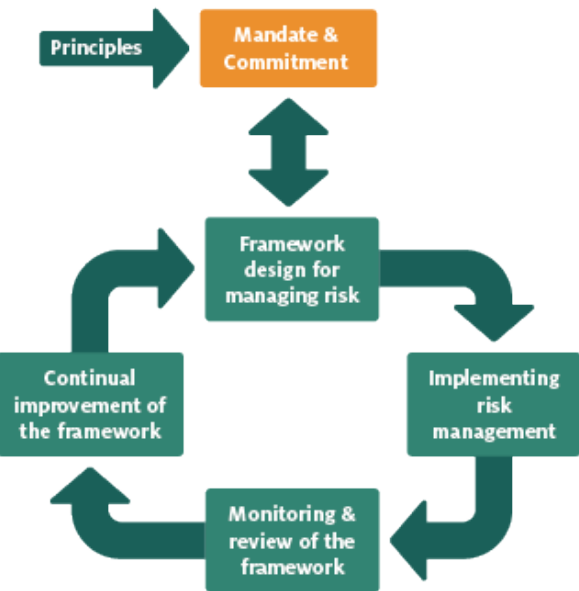 Principles
Mandate &
Commitment
Framework
design for
managing risk
Continual
improvement of
the framework
Implementing
risk
management
Monitoring &
review of the
framework